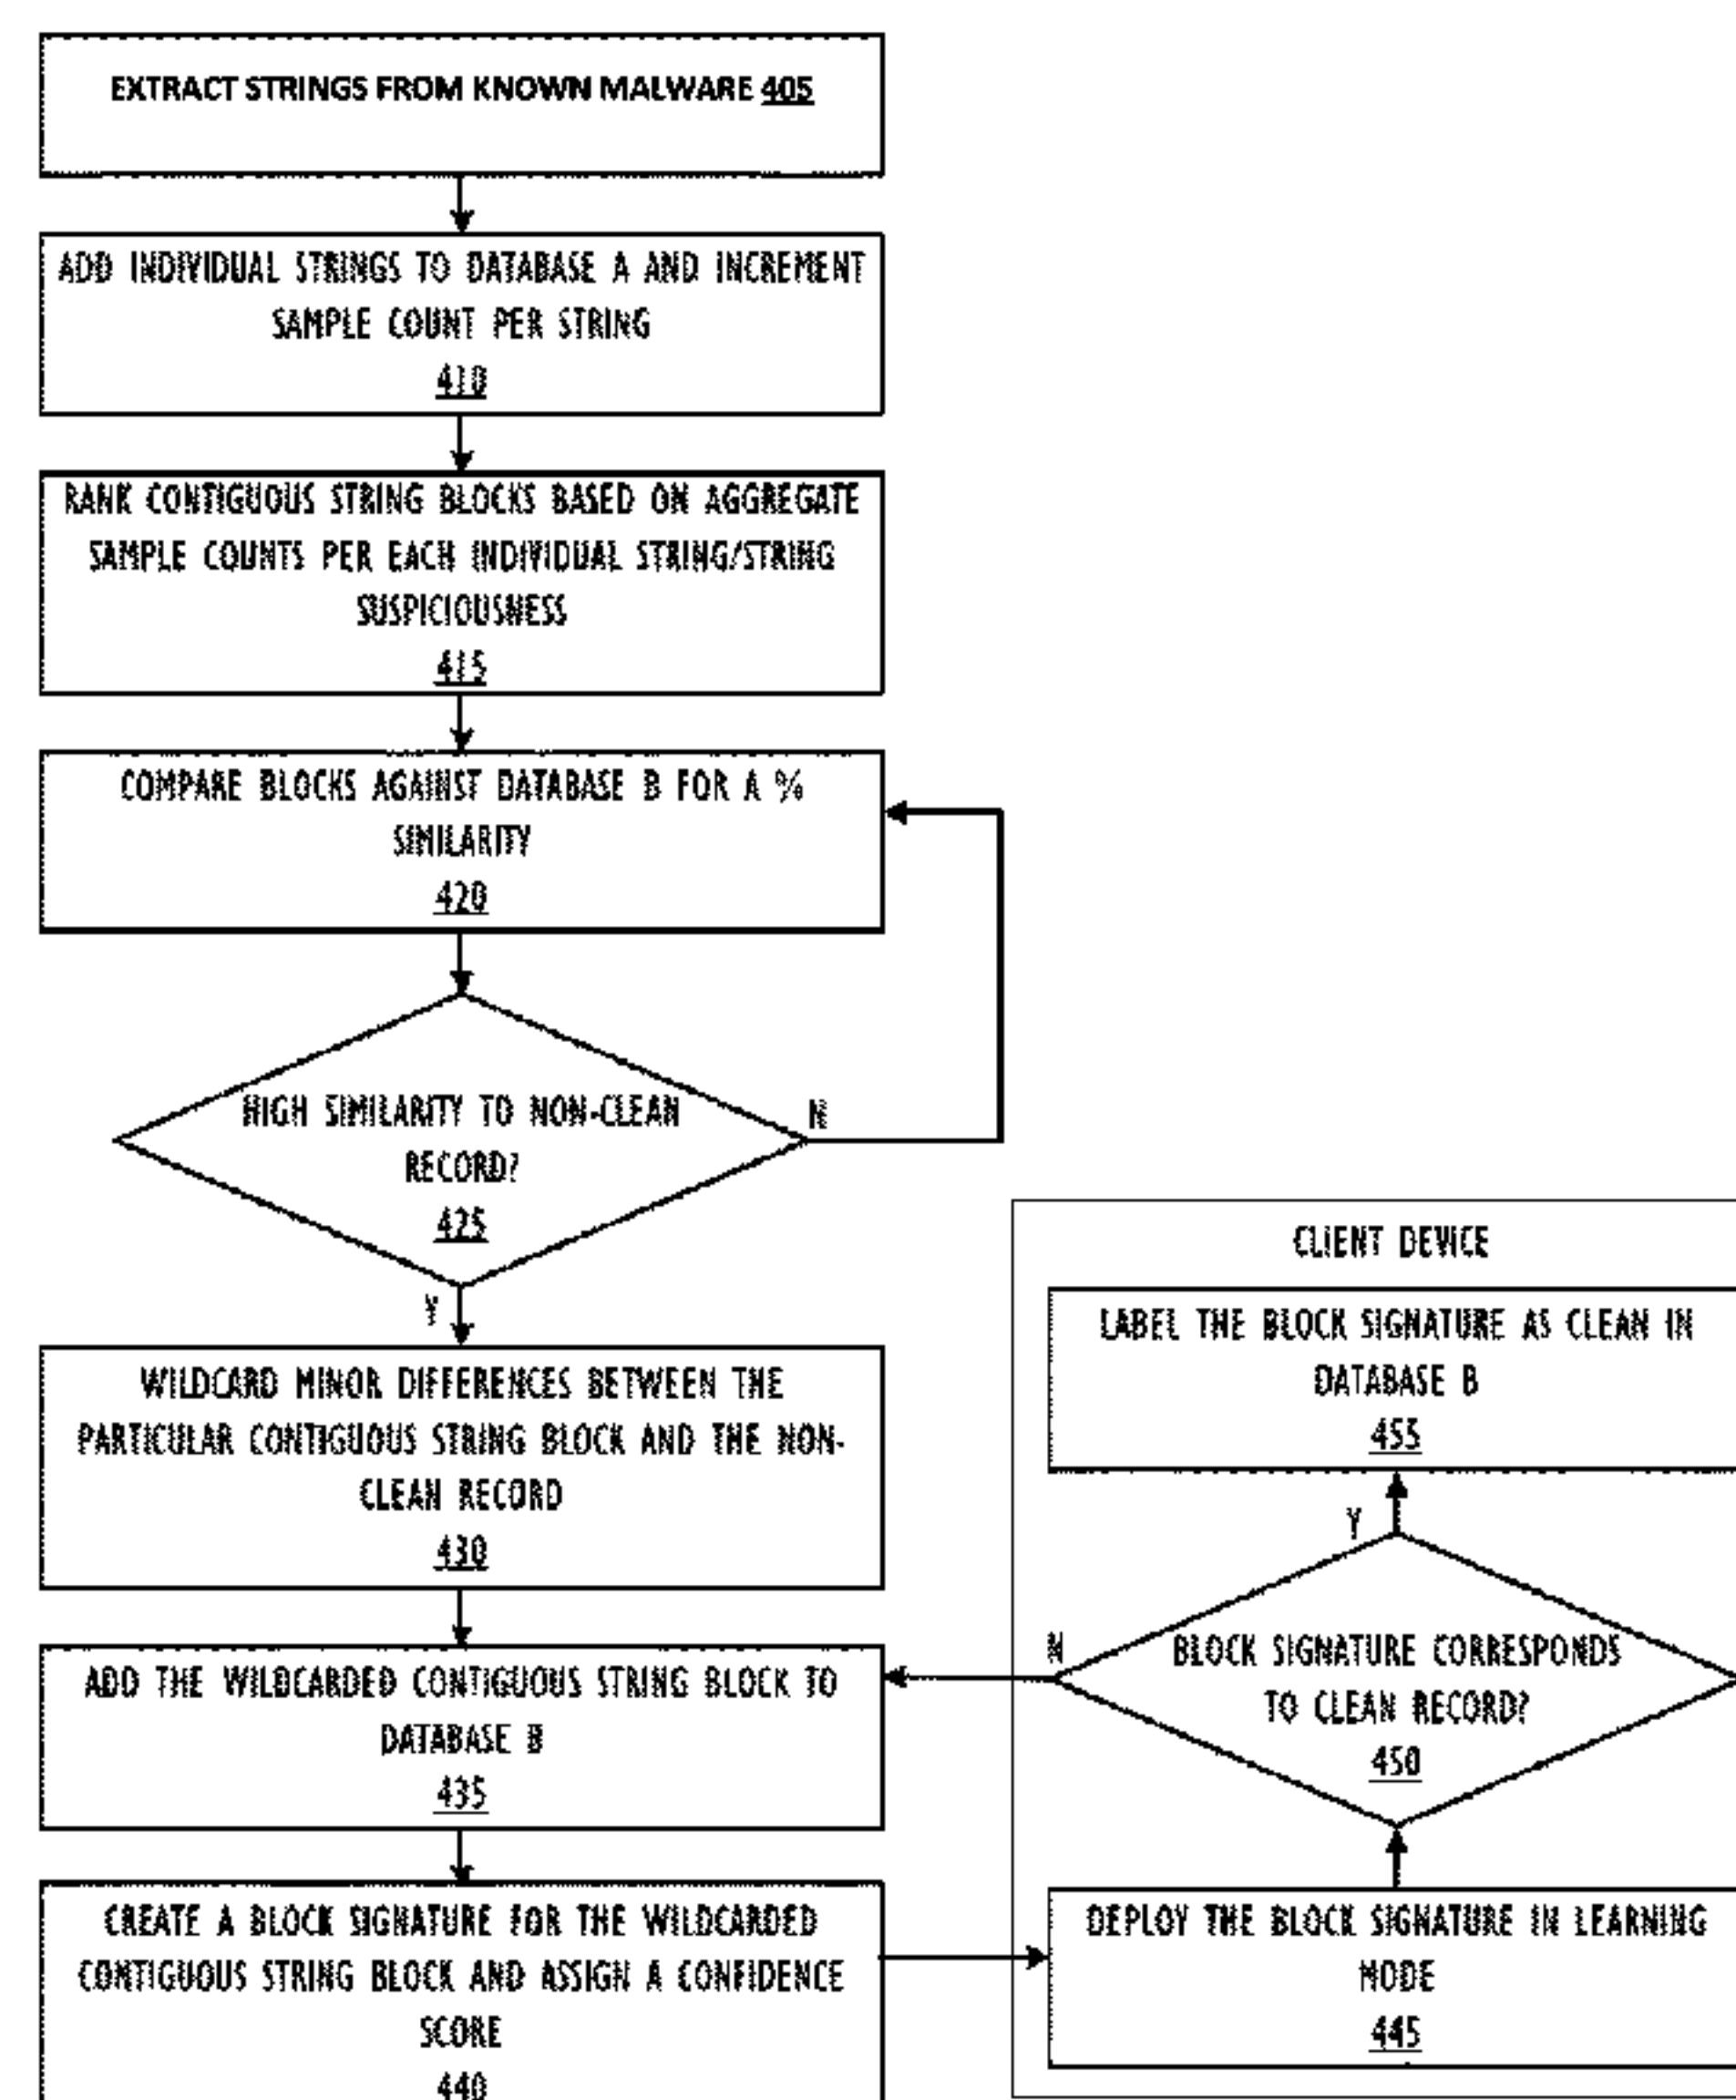 EXTRACT STRINGS FROM KNOWN MALWARE 405
ADD INDIVIDUAL STRINGS TO DATABASE A AND INCREMENT
SAMPLE COUNT PER STRING
410
RANK CONTIGUOUS STRING BLOCKS BASED ON AGGREGATE
SAMPLE COUNTS PER EACH INDIVIDUAL STRING/STRING
SUSPICIOUSNESS
415
COMPARE BLOCKS AGAINST DATABASE B FOR A %
SIMILARITY
420
HIGH SIMILARITY TO NON-CLEAN
RECORD?
425
N
Y
WILDCARD MINOR DIFFERENCES BETWEEN THE
PARTICULAR CONTIGUOUS STRING BLOCK AND THE NON-
CLEAN RECORD
430
ADD THE WILDCARDED CONTIGUOUS STRING BLOCK TO
DATABASE B
435
CREATE A BLOCK SIGNATURE FOR THE WILDCARDED
CONTIGUOUS STRING BLOCK AND ASSIGN A CONFIDENCE
SCORE
440
CLIENT DEVICE
LABEL THE BLOCK SIGNATURE AS CLEAN IN
DATABASE B
455
Y
N
BLOCK SIGNATURE CORRESPONDS
TO CLEAN RECORD?
450
DEPLOY THE BLOCK SIGNATURE IN LEARNING
MODE
445